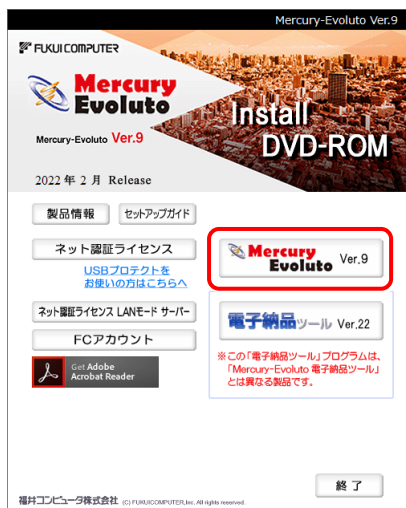 Mercury-Evoluto Ver.9
FUKUI COMPUTER
Mercury
Evoluto
Mercury-Evoluto Ver.9
Install
DVD-ROM
2022 年 2 月 Release
製品情報
セットアップガイド
ネット認証ライセンス
USBプロテクトを
お使いの方はこちらへ
ネット認証ライセンス LANモード サーバー
FCアカウント
Get Adobe
Acrobat Reader
Mercury
Evoluto Ver.9
電子納品ツール Ver.22
※この「電子納品ツール」プログラムは、
「Mercury-Evoluto 電子納品ツール」
とは異なる製品です。
終 了
福井コンピュータ株式会社 (C) FUKUICOMPUTER,Inc. All rights reserved.